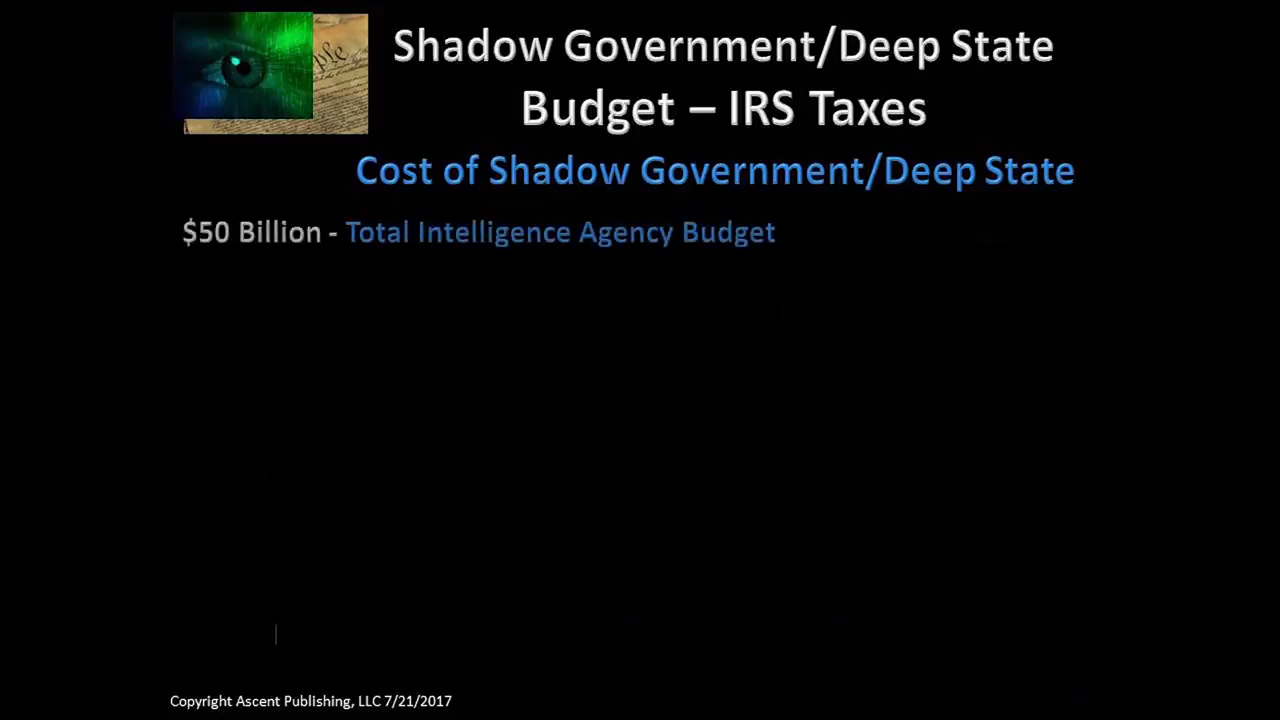 Shadow Government/Deep State
Budget – IRS Taxes
Cost of Shadow Government/Deep State
$50 Billion - Total Intelligence Agency Budget
Copyright Ascent Publishing, LLC 7/21/2017